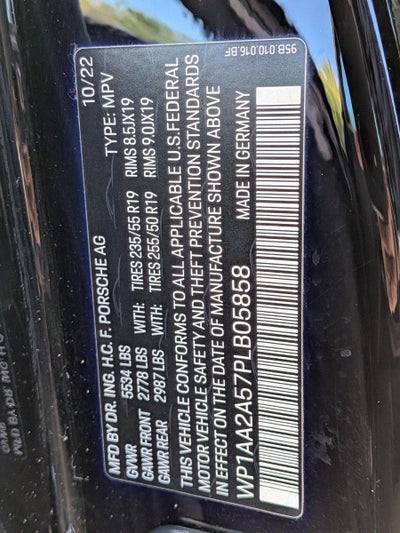 95B.010.016.BF
MFD BY DR. ING. H.C. F. PORSCHE AG 10/22
GVWR 5534 LBS TYPE: MPV
GAWR FRONT 2778 LBS WITH: TIRES 235/55 R19 RIMS 8.5JX19
GAWR REAR 2987 LBS WITH: TIRES 255/50 R19 RIMS 9.0JX19
THIS VEHICLE CONFORMS TO ALL APPLICABLE U.S.FEDERAL
MOTOR VEHICLE SAFETY AND THEFT PREVENTION STANDARDS
IN EFFECT ON THE DATE OF MANUFACTURE SHOWN ABOVE
WP1AA2A57PLB05858 MADE IN GERMANY